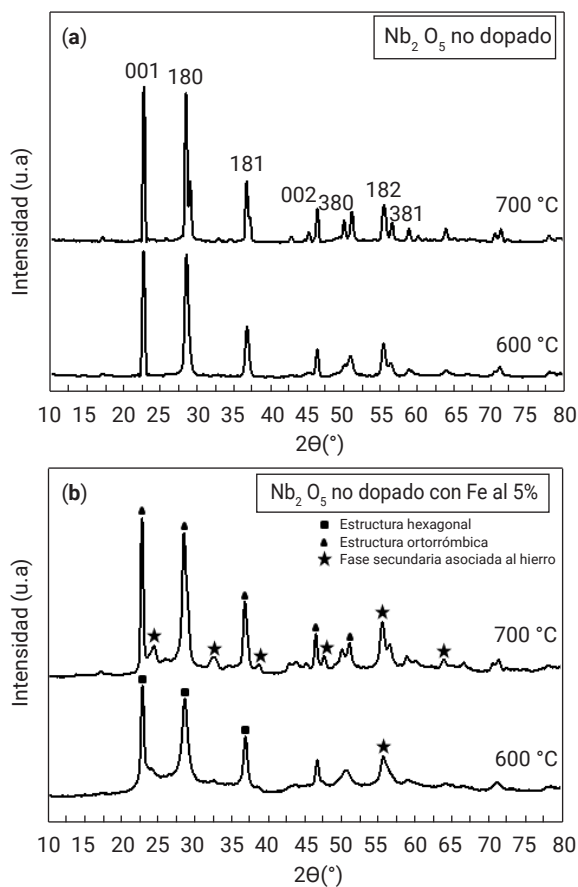 (a)
Nb2 O5 no dopado
Intensidad (u.a)
001
180
181
002
380
182
381
700 °C
600 °C
10 15 20 25 30 35 40 45 50 55 60 65 70 75 80
2Θ(°)
(b)
Nb2 O5 no dopado con Fe al 5%
Estructura hexagonal
Estructura ortorrómbica
Fase secundaria asociada al hierro
Intensidad (u.a)
700 °C
600 °C
10 15 20 25 30 35 40 45 50 55 60 65 70 75 80
2Θ(°)